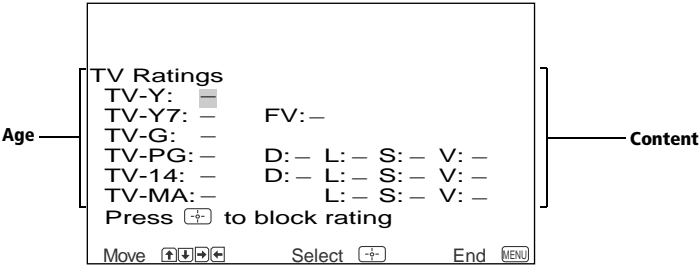 TV Ratings
TV-Y: –
TV-Y7: – FV: –
TV-G: –
TV-PG: – D: – L: – S: – V: –
TV-14: – D: – L: – S: – V: –
TV-MA: – L: – S: – V: –
Press to block rating
Move Select End MENU
Age
Content